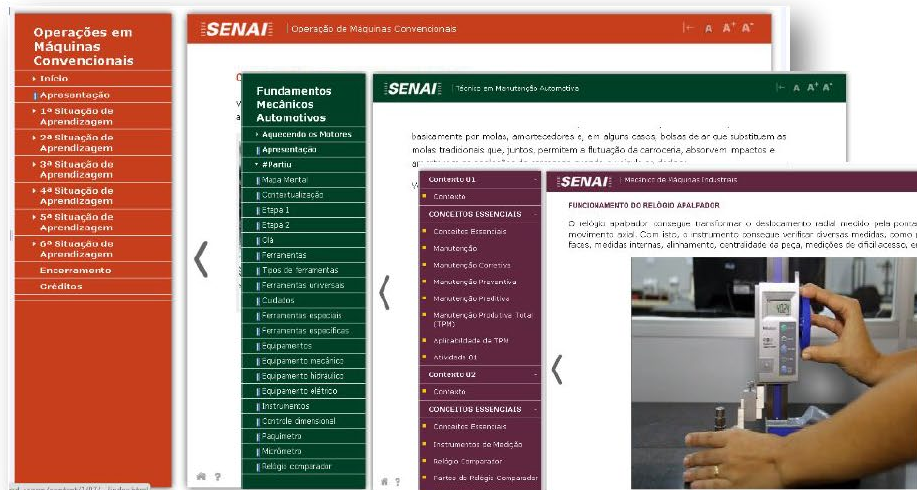 Operações em
Máquinas
Convencionais
Início
Apresentação
1ª Situação de
Aprendizagem
2ª Situação de
Aprendizagem
3ª Situação de
Aprendizagem
4ª Situação de
Aprendizagem
5ª Situação de
Aprendizagem
6ª Situação de
Aprendizagem
Encerramento
Créditos
SENAI
Operação de Máquinas Convencionais
A A+ A-
Fundamentos
Mecânicos
Automotivos
Aquecendo os Motores
Apresentação
#Partiu
Mapa Mental
Contextualização
Etapa 1
Etapa 2
Olá
Ferramentas
Tipos de ferramentas
Ferramentas universais
Cuidados
Ferramentas especiais
Ferramentas específicas
Equipamentos
Equipamento mecânico
Equipamento hidráulico
Equipamento elétrico
Instrumentos
Controle dimensional
Paquímetro
Micrômetro
Relógio comparador
?
SENAI
Técnico em Manutenção Automotiva
A A+ A-
basicamente por molas, amortecedores e, em alguns casos, bolsas de ar que substituem as
molas tradicionais que, juntos, permitem a flutuação da carroceria, absorvem impactos e
?
Contexto 01 -
Contexto
CONCEITOS ESSENCIAIS -
Conceitos Essenciais
Manutenção
Manutenção Corretiva
Manutenção Preventiva
Manutenção Preditiva
Manutenção Produtiva Total
(TPM)
Aplicabilidade de TPM
Atividade 01
Contexto 02 -
Contexto
CONCEITOS ESSENCIAIS -
Conceitos Essenciais
Instrumentos de Medição
Relógio Comparador
Partes do Relógio Comparador
SENAI
Mecânico de Máquinas Industriais
FUNCIONAMENTO DO RELÓGIO APALPADOR
O relógio apalpador consegue transformar o deslocamento radial medido pela ponta
movimento axial. Com isto, o instrumento consegue verificar diversas medidas, como
faces, medidas internas, alinhamento, centralidade da peça, medições de difícil acesso,